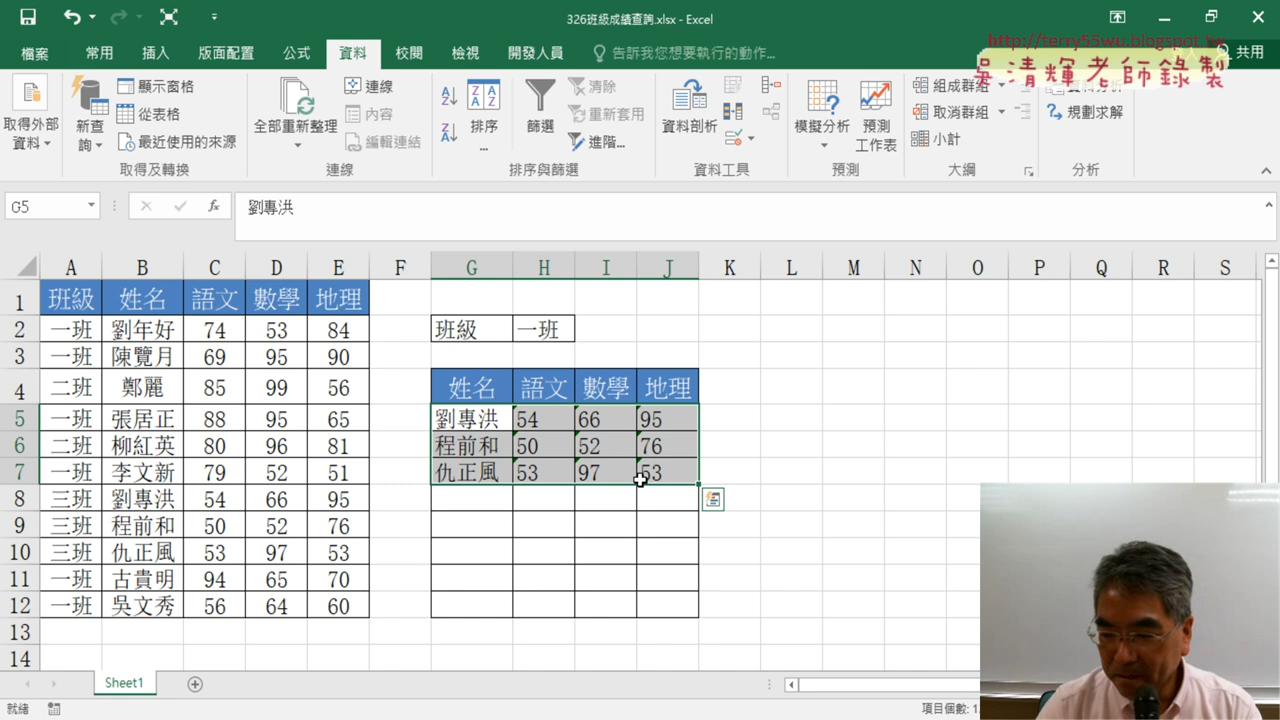 326班級成績查詢.xlsx - Excel
http://terry55wu.blogspot.tw
吳清輝老師錄製
檔案 常用 插入 版面配置 公式 資料 校閱 檢視 開發人員 告訴我您想要執行的動作... 共用
取得外部資料 新查詢 顯示窗格 從表格 最近使用的來源 取得及轉換
全部重新整理 連線 內容 編輯連結 連線
排序... 篩選 清除 重新套用 進階... 排序與篩選
資料剖析 資料工具
模擬分析 預測工作表 預測
組成群組 取消群組 小計 大綱
規劃求解 分析
G5 fx 劉專洪
A B C D E F G H I J K L M N O P Q R S
1 班級 姓名 語文 數學 地理
2 一班 劉年好 74 53 84 班級 一班
3 一班 陳覽月 69 95 90
4 二班 鄭麗 85 99 56 姓名 語文 數學 地理
5 一班 張居正 88 95 65 劉專洪 54 66 95
6 二班 柳紅英 80 96 81 程前和 50 52 76
7 一班 李文新 79 52 51 仇正風 53 97 53
8 三班 劉專洪 54 66 95
9 三班 程前和 50 52 76
10 三班 仇正風 53 97 53
11 一班 古貴明 94 65 70
12 一班 吳文秀 56 64 60
13
14
Sheet1
就緒 項目個數: 1